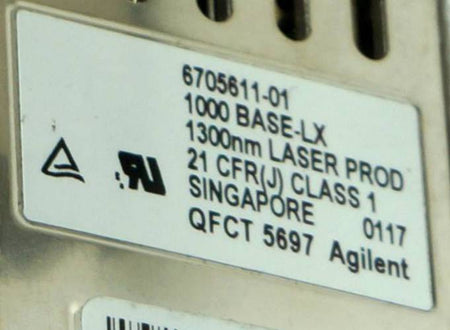 6705611-01
1000 BASE-LX
1300nm LASER PROD
21 CFR(J) CLASS 1
SINGAPORE 0117
QFCT 5697 Agilent